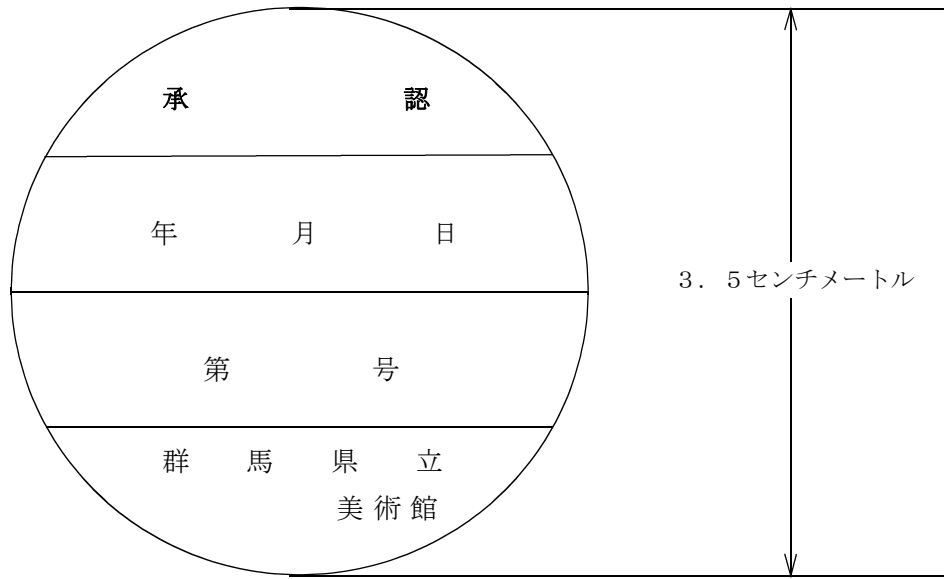 承　認
年　月　日
３．５センチメートル
第　号
群　馬　県　立
美術館